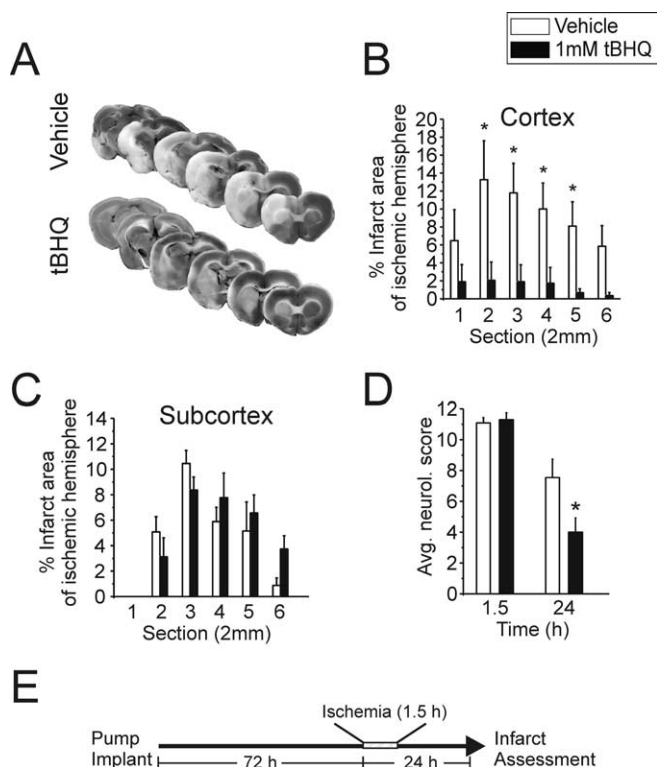 Vehicle
1mM tBHQ
A
Vehicle
tBHQ
B
Cortex
% Infarct area
of ischemic hemisphere
20
18
16
14
12
10
8
6
4
2
0
*
*
*
*
1 2 3 4 5 6
Section (2mm)
C
Subcortex
% Infarct area
of ischemic hemisphere
14
12
10
8
6
4
2
0
1 2 3 4 5 6
Section (2mm)
D
Avg. neurol. score
12
10
8
6
4
2
0
*
1.5 24
Time (h)
E
Ischemia (1.5 h)
Pump
Implant
72 h
24 h
Infarct
Assessment